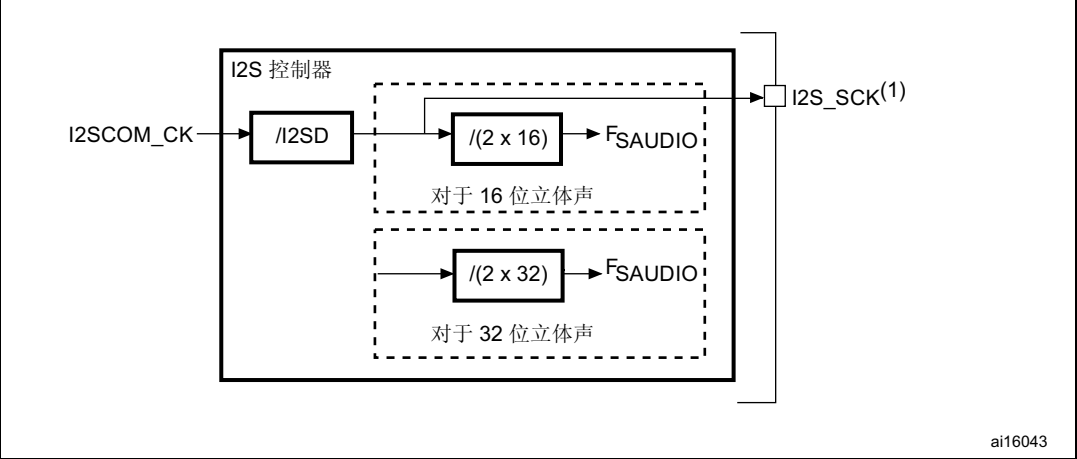 I2S 控制器
I2SCOM_CK
/I2SD
/(2 x 16)
FSAUDIO
I2S_SCK(1)
对于 16 位立体声
/(2 x 32)
FSAUDIO
对于 32 位立体声
ai16043